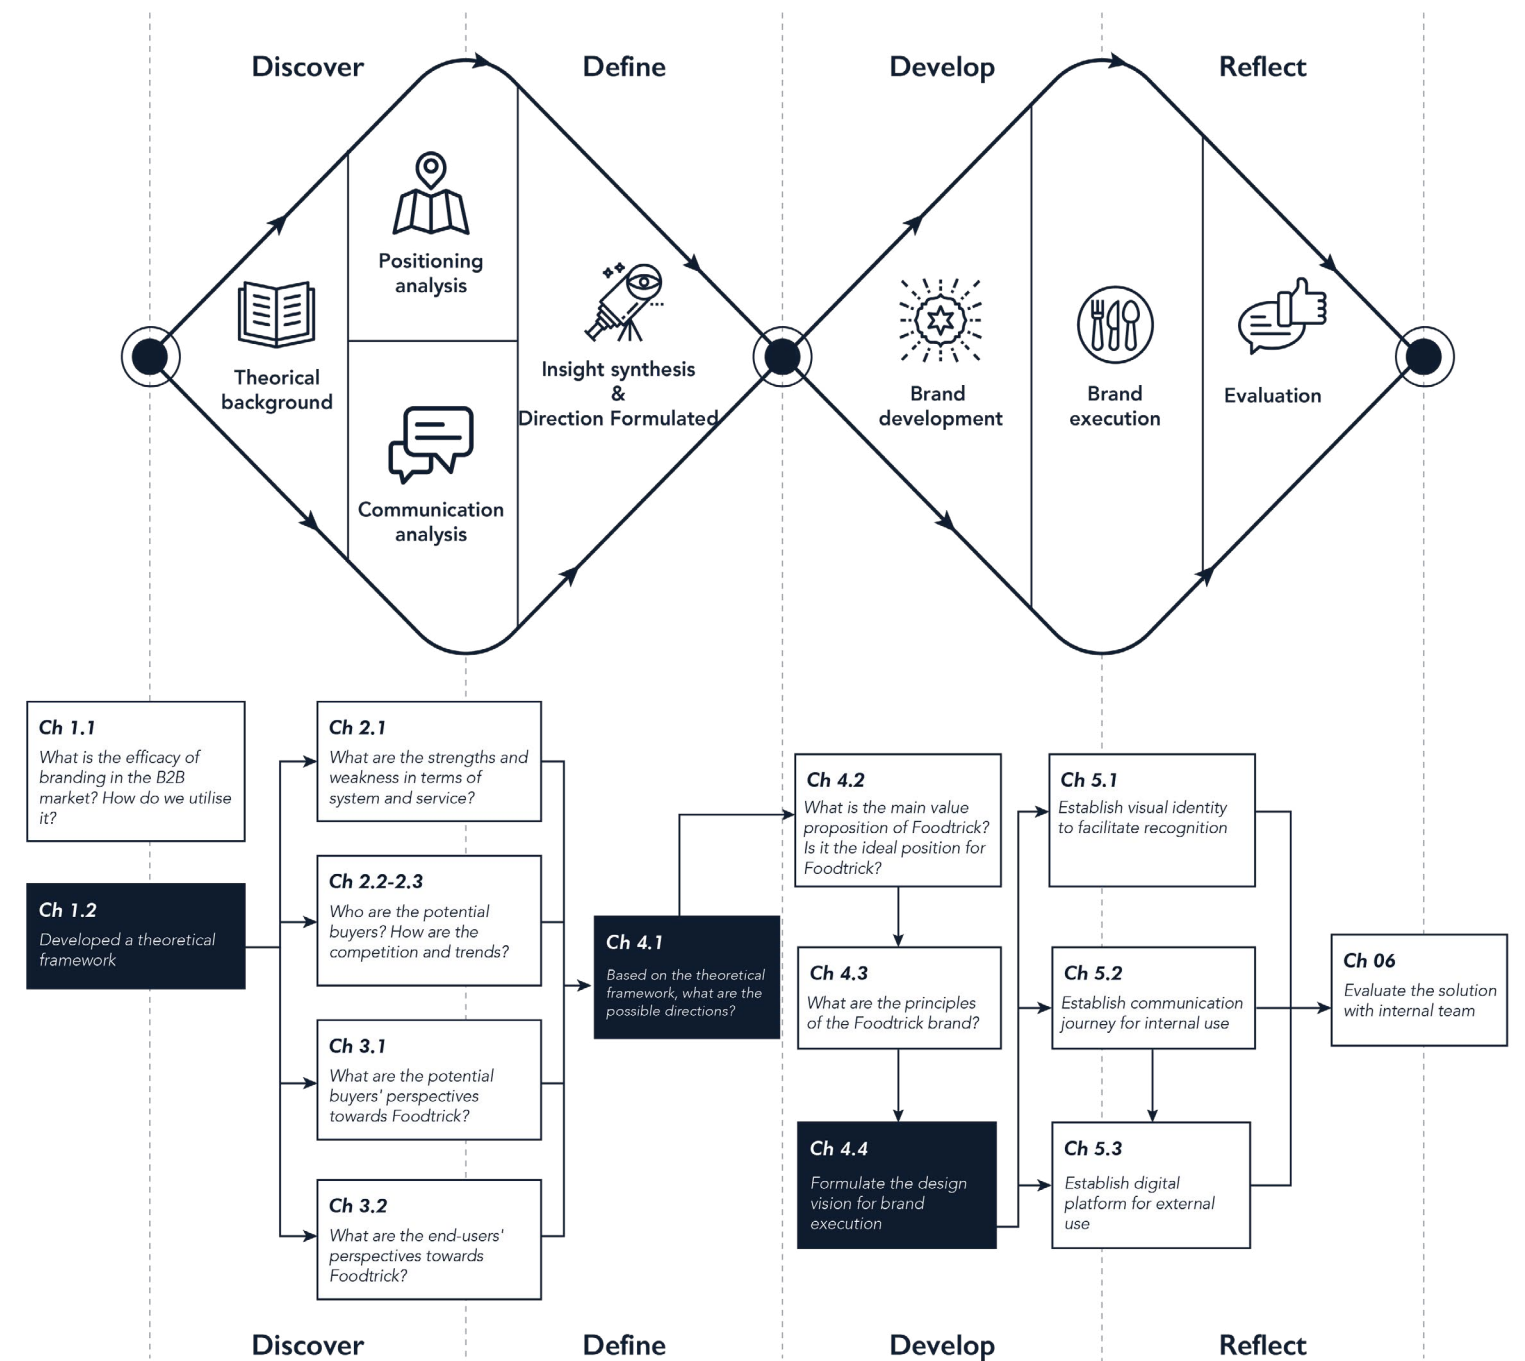 Discover
Define
Develop
Reflect
Positioning
analysis
Theorical
background
Communication
analysis
Insight synthesis
&
Direction Formulated
Brand
development
Brand
execution
Evaluation
Ch 1.1
What is the efficacy of
branding in the B2B
market? How do we utilise
it?
Ch 1.2
Developed a theoretical
framework
Ch 2.1
What are the strengths and
weakness in terms of
system and service?
Ch 2.2-2.3
Who are the potential
buyers? How are the
competition and trends?
Ch 3.1
What are the potential
buyers' perspectives
towards Foodtrick?
Ch 3.2
What are the end-users'
perspectives towards
Foodtrick?
Ch 4.1
Based on the theoretical
framework, what are the
possible directions?
Ch 4.2
What is the main value
proposition of Foodtrick?
Is it the ideal position for
Foodtrick?
Ch 4.3
What are the principles
of the Foodtrick brand?
Ch 4.4
Formulate the design
vision for brand
execution
Ch 5.1
Establish visual identity
to facilitate recognition
Ch 5.2
Establish communication
journey for internal use
Ch 5.3
Establish digital
platform for external
use
Ch 06
Evaluate the solution
with internal team
Discover
Define
Develop
Reflect